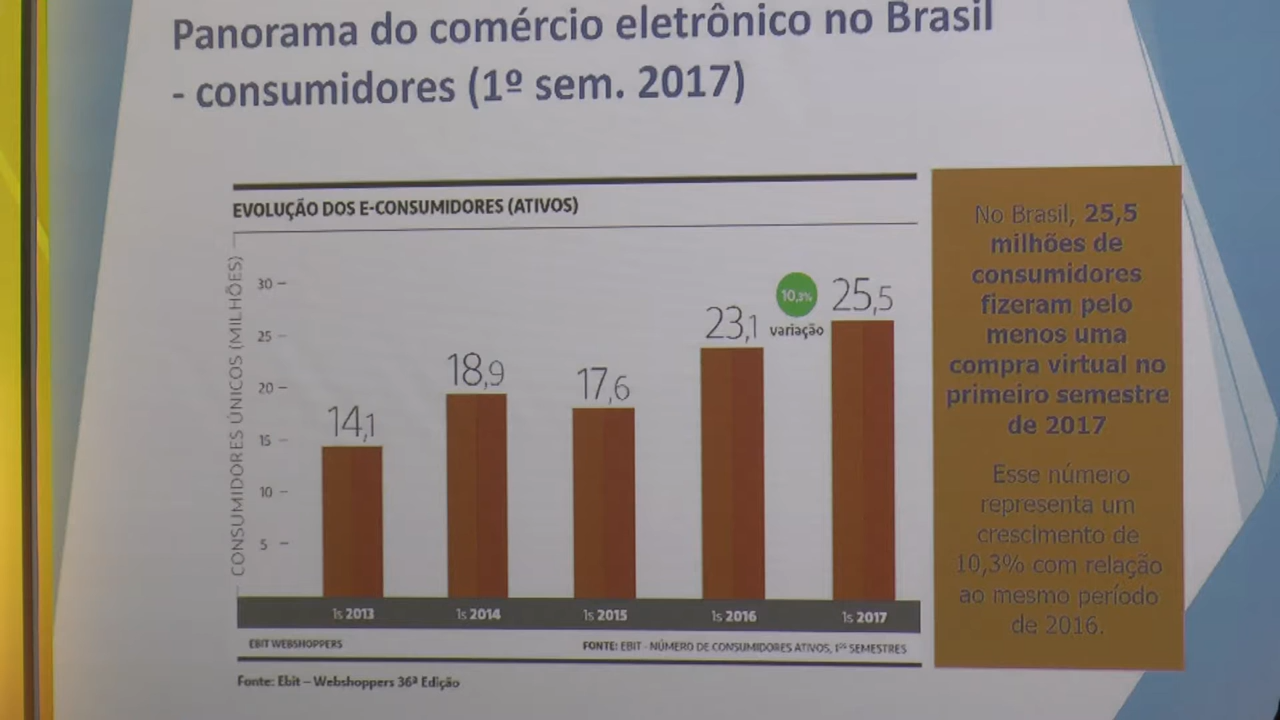 Panorama do comércio eletrônico no Brasil
- consumidores (1º sem. 2017)
EVOLUÇÃO DOS E-CONSUMIDORES (ATIVOS)
CONSUMIDORES ÚNICOS (MILHÕES)
30
25
20
15
10
5
14,1
18,9
17,6
23,1
10,3%
variação
25,5
1s 2013
1s 2014
1s 2015
1s 2016
1s 2017
EBIT WEBSHOPPERS
FONTE: EBIT - NÚMERO DE CONSUMIDORES ATIVOS, 1ºS SEMESTRES
Fonte: Ebit – Webshoppers 36ª Edição
No Brasil, 25,5
milhões de
consumidores
fizeram pelo
menos uma
compra virtual no
primeiro semestre
de 2017
Esse número
representa um
crescimento de
10,3% com relação
ao mesmo período
de 2016.